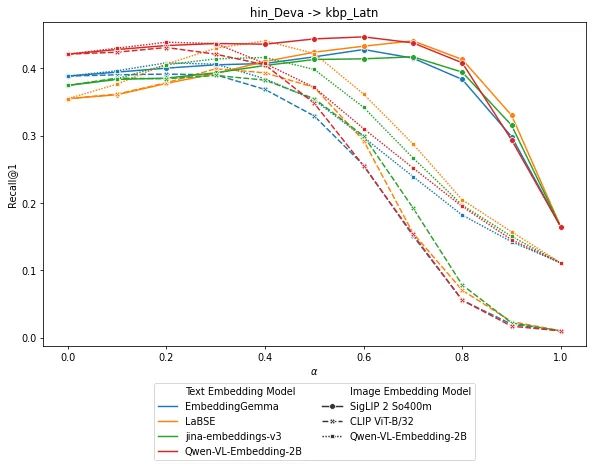 hin_Deva -> kbp_Latn
Recall@1
0.4
0.3
0.2
0.1
0.0
0.0 0.2 0.4 0.6 0.8 1.0
α
Text Embedding Model Image Embedding Model
EmbeddingGemma SigLIP 2 So400m
LaBSE CLIP ViT-B/32
jina-embeddings-v3 Qwen-VL-Embedding-2B
Qwen-VL-Embedding-2B